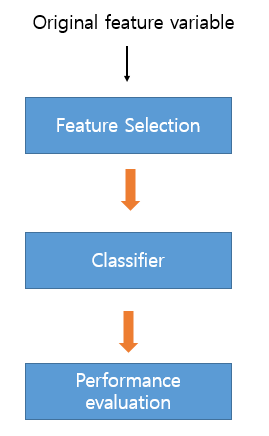 Original feature variable
Feature Selection
Classifier
Performance
evaluation